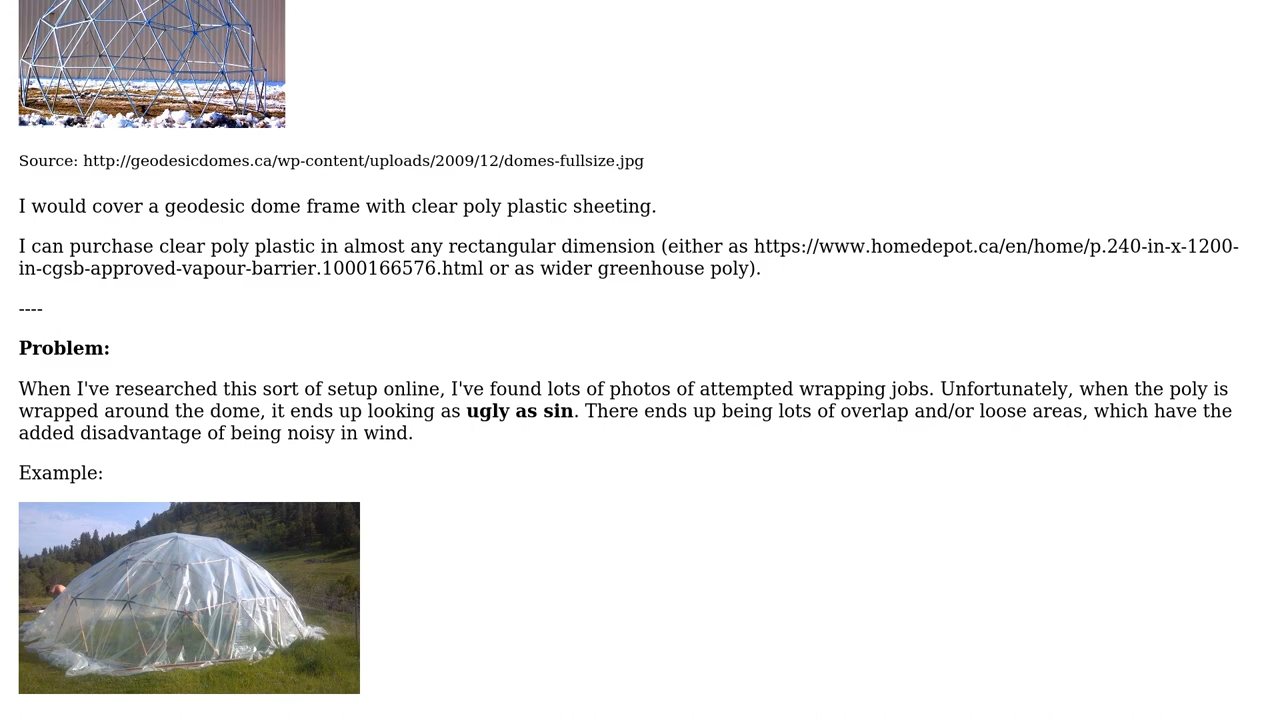 Source: http://geodesicdomes.ca/wp-content/uploads/2009/12/domes-fullsize.jpg
I would cover a geodesic dome frame with clear poly plastic sheeting.
I can purchase clear poly plastic in almost any rectangular dimension (either as https://www.homedepot.ca/en/home/p.240-in-x-1200-
in-cgsb-approved-vapour-barrier.1000166576.html or as wider greenhouse poly).
----
Problem:
When I've researched this sort of setup online, I've found lots of photos of attempted wrapping jobs. Unfortunately, when the poly is
wrapped around the dome, it ends up looking as ugly as sin. There ends up being lots of overlap and/or loose areas, which have the
added disadvantage of being noisy in wind.
Example: